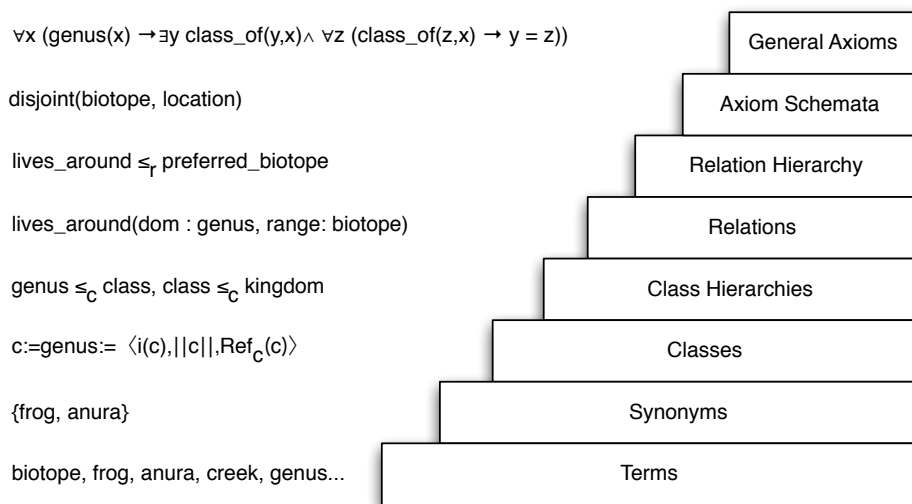 ∀x (genus(x) →∃y class_of(y,x)∧ ∀z (class_of(z,x) → y = z))
General Axioms
disjoint(biotope, location)
Axiom Schemata
lives_around ≤r preferred_biotope
Relation Hierarchy
lives_around(dom : genus, range: biotope)
Relations
genus ≤c class, class ≤c kingdom
Class Hierarchies
c:=genus:= ⟨i(c),||c||,Refc(c)⟩
Classes
{frog, anura}
Synonyms
biotope, frog, anura, creek, genus...
Terms